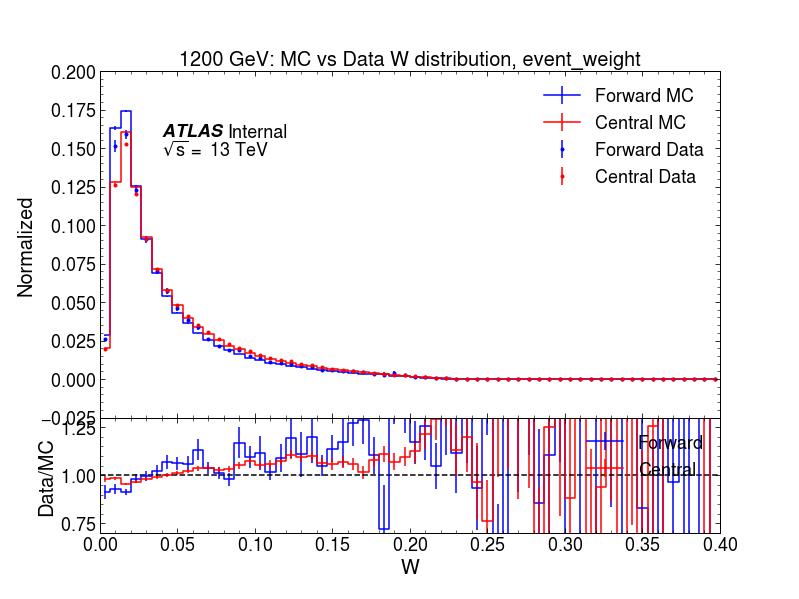 1200 GeV: MC vs Data W distribution, event_weight
0.200
0.175
0.150
0.125
0.100
0.075
0.050
0.025
0.000
−0.025
Normalized
ATLAS Internal
√s = 13 TeV
Forward MC
Central MC
Forward Data
Central Data
1.25
1.00
0.75
Data/MC
Forward
Central
0.00 0.05 0.10 0.15 0.20 0.25 0.30 0.35 0.40
W